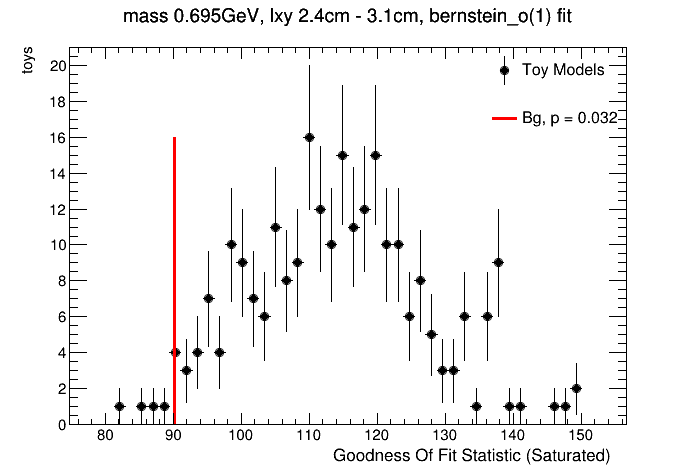 mass 0.695GeV, lxy 2.4cm - 3.1cm, bernstein_o(1) fit
toys
20
18
16
14
12
10
8
6
4
2
0
Toy Models
Bg, p = 0.032
80 90 100 110 120 130 140 150
Goodness Of Fit Statistic (Saturated)